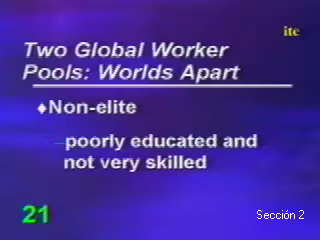 itc
Two Global Worker
Pools: Worlds Apart
♦Non-elite
–poorly educated and
not very skilled
21
Sección 2